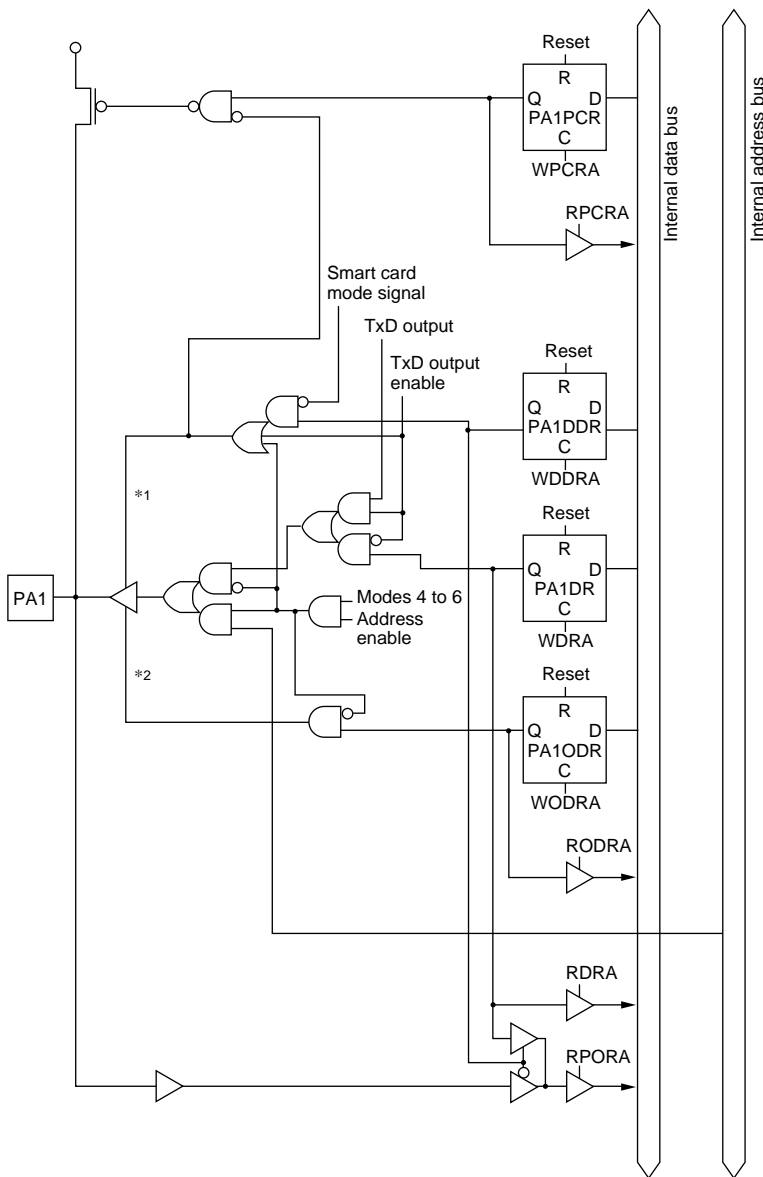 Reset
R
Q D
PA1PCR
C
WPCRA
Internal data bus
Internal address bus
RPCRA
Smart card
mode signal
TxD output
TxD output
enable
Reset
R
Q D
PA1DDR
C
WDDRA
*1
Reset
R
Q D
PA1DR
C
WDRA
PA1
Modes 4 to 6
Address
enable
*2
Reset
R
Q D
PA1ODR
C
WODRA
RODRA
RDRA
RPORA